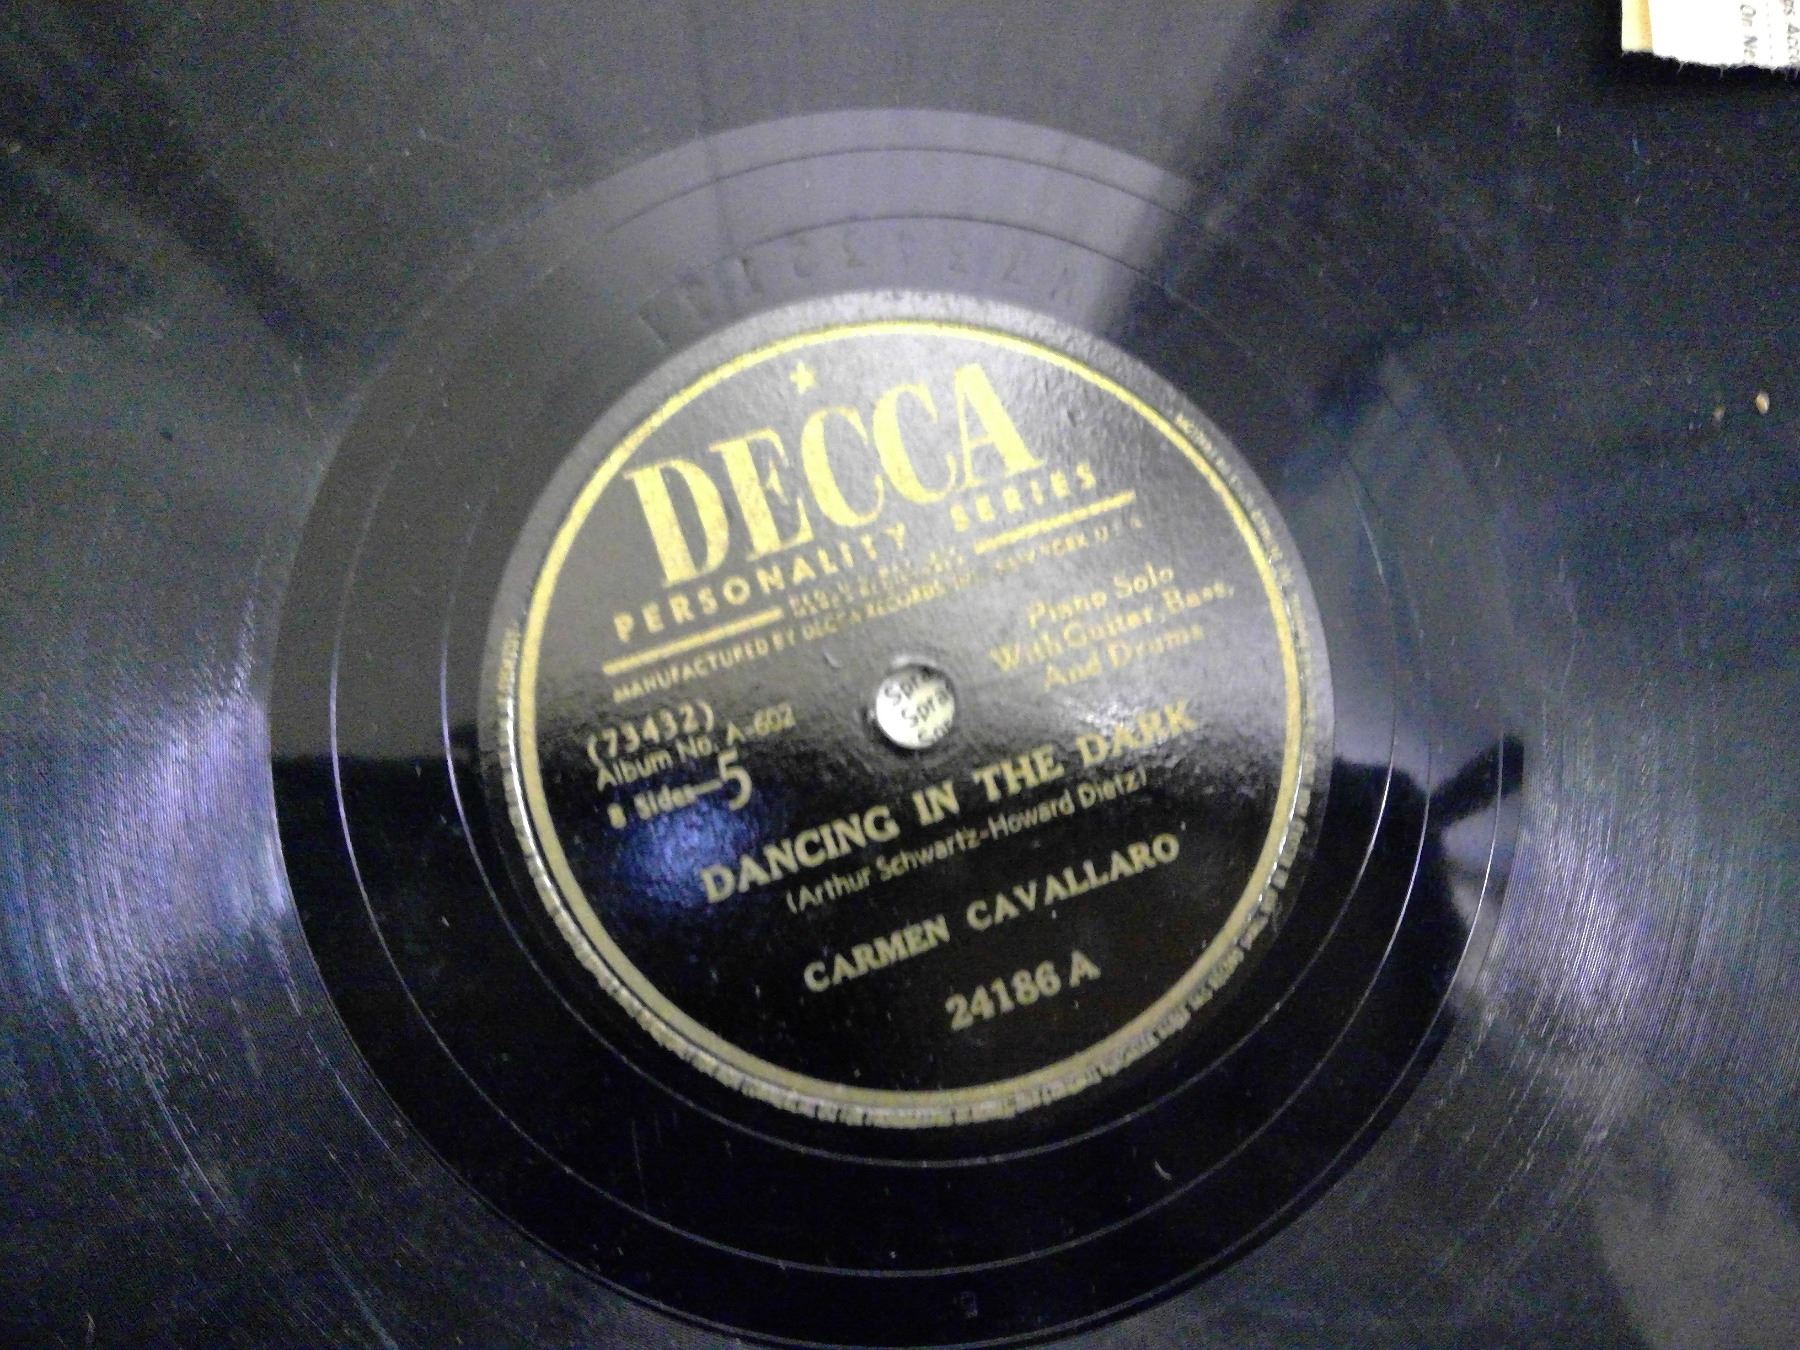 DECCA
PERSONALITY SERIES
MANUFACTURED BY DECCA RECORDS INC., NEW YORK U.S.A.
Piano Solo
With Guitar, Bass,
And Drums
(73432)
Album No. A-602
8 Sides—5
DANCING IN THE DARK
(Arthur Schwartz-Howard Dietz)
CARMEN CAVALLARO
24186 A